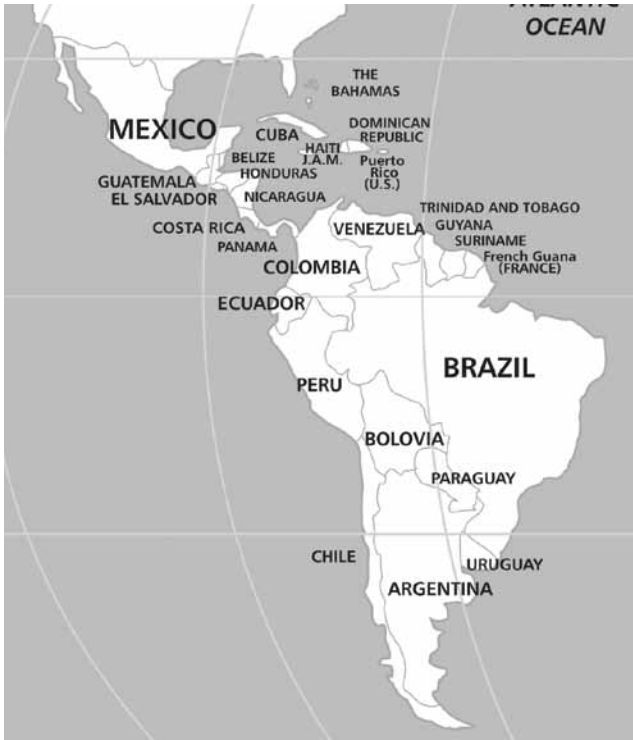 OCEAN
THE
BAHAMAS
MEXICO
CUBA
DOMINICAN
REPUBLIC
HAITI
J.A.M.
BELIZE
HONDURAS
Puerto
Rico
(U.S.)
GUATEMALA
EL SALVADOR
NICARAGUA
COSTA RICA
PANAMA
TRINIDAD AND TOBAGO
VENEZUELA
GUYANA
SURINAME
French Guana
(FRANCE)
COLOMBIA
ECUADOR
BRAZIL
PERU
BOLOVIA
PARAGUAY
CHILE
URUGUAY
ARGENTINA